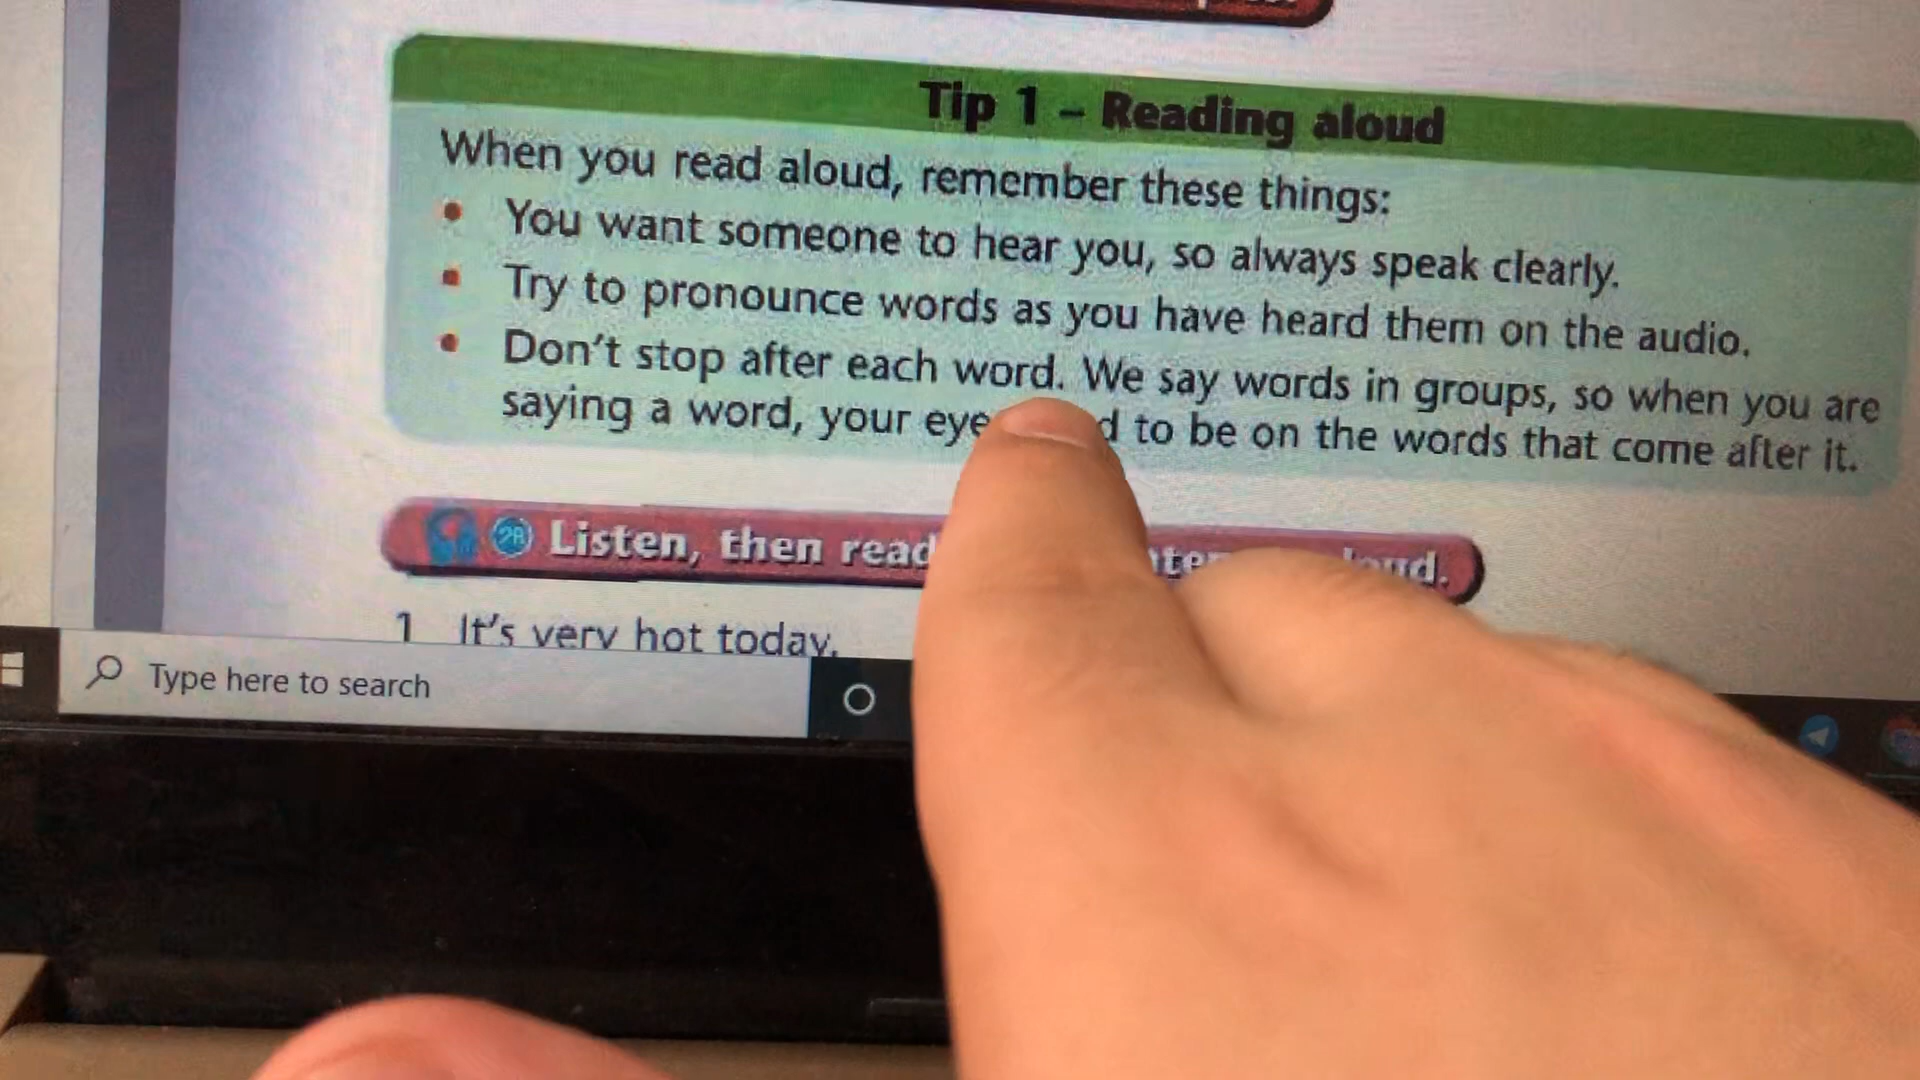 Tip 1 – Reading aloud
When you read aloud, remember these things:
• You want someone to hear you, so always speak clearly.
• Try to pronounce words as you have heard them on the audio.
• Don't stop after each word. We say words in groups, so when you are
saying a word, your to be on the words that come after it.
2A Listen, then read
1 It's very hot today.
Type here to search